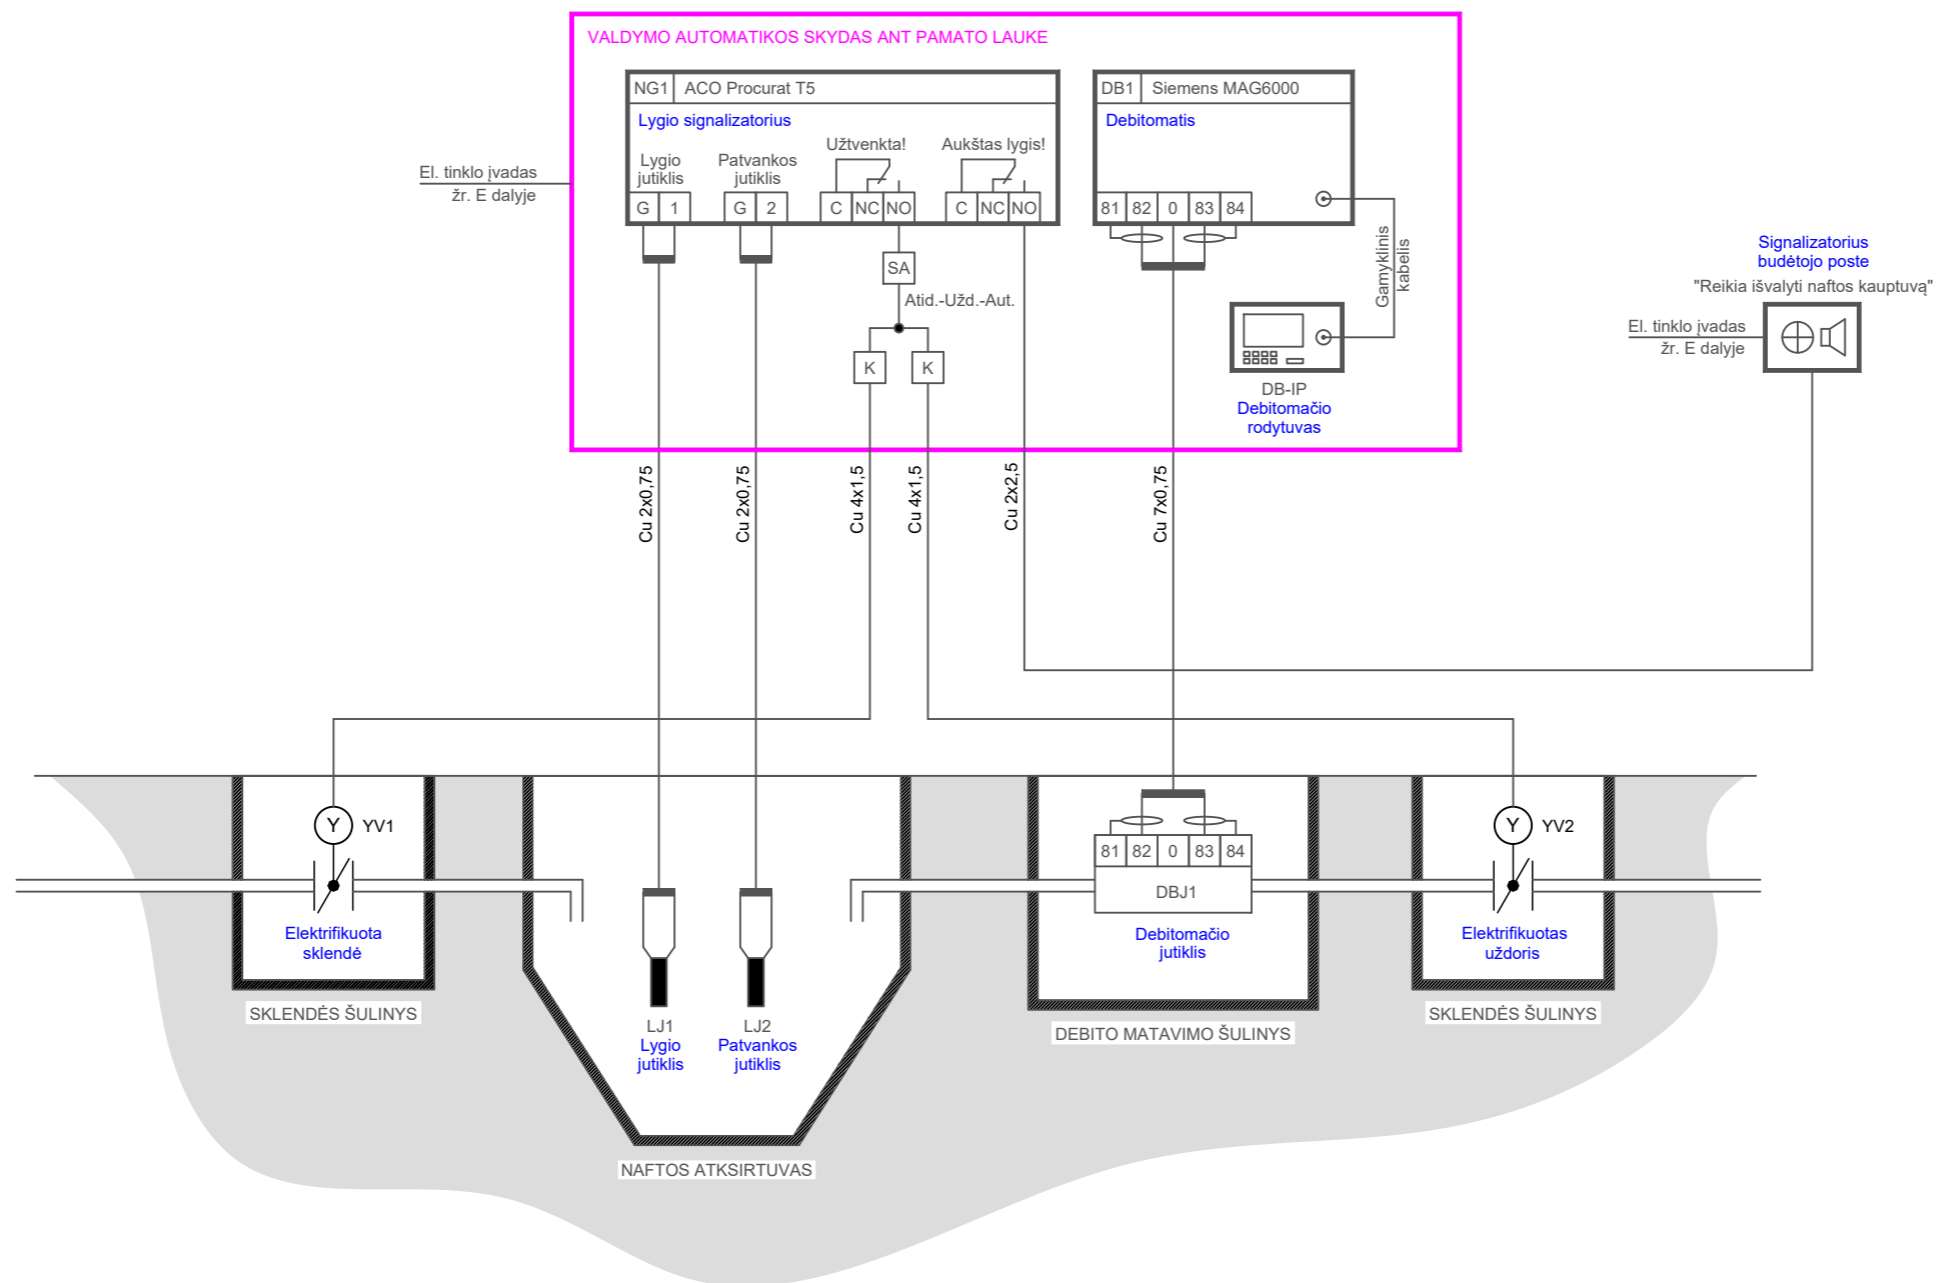 VALDYMO AUTOMATIKOS SKYDAS ANT PAMATO LAUKE
NG1 ACO Procurat T5
Lygio signalizatorius
Lygio
jutiklis
Patvankos
jutiklis
Užtvenkta!
Aukštas lygis!
G 1 G 2 C NC NO C NC NO
DB1 Siemens MAG6000
Debitomatis
81 82 0 83 84
El. tinklo įvadas
žr. E dalyje
SA
Atid.-Užd.-Aut.
K K
Gamyklinis
kabelis
DB-IP
Debitomačio
rodytuvas
Signalizatorius
budėtojo poste
"Reikia išvalyti naftos kauptuvą"
El. tinklo įvadas
žr. E dalyje
Cu 2x0,75
Cu 2x0,75
Cu 4x1,5
Cu 4x1,5
Cu 2x2,5
Cu 7x0,75
Y YV1
Elektrifikuota
sklendė
SKLENDĖS ŠULINYS
LJ1
Lygio
jutiklis
LJ2
Patvankos
jutiklis
NAFTOS ATKSIRTUVAS
81 82 0 83 84
DBJ1
Debitomačio
jutiklis
DEBITO MATAVIMO ŠULINYS
Y YV2
Elektrifikuotas
uždoris
SKLENDĖS ŠULINYS